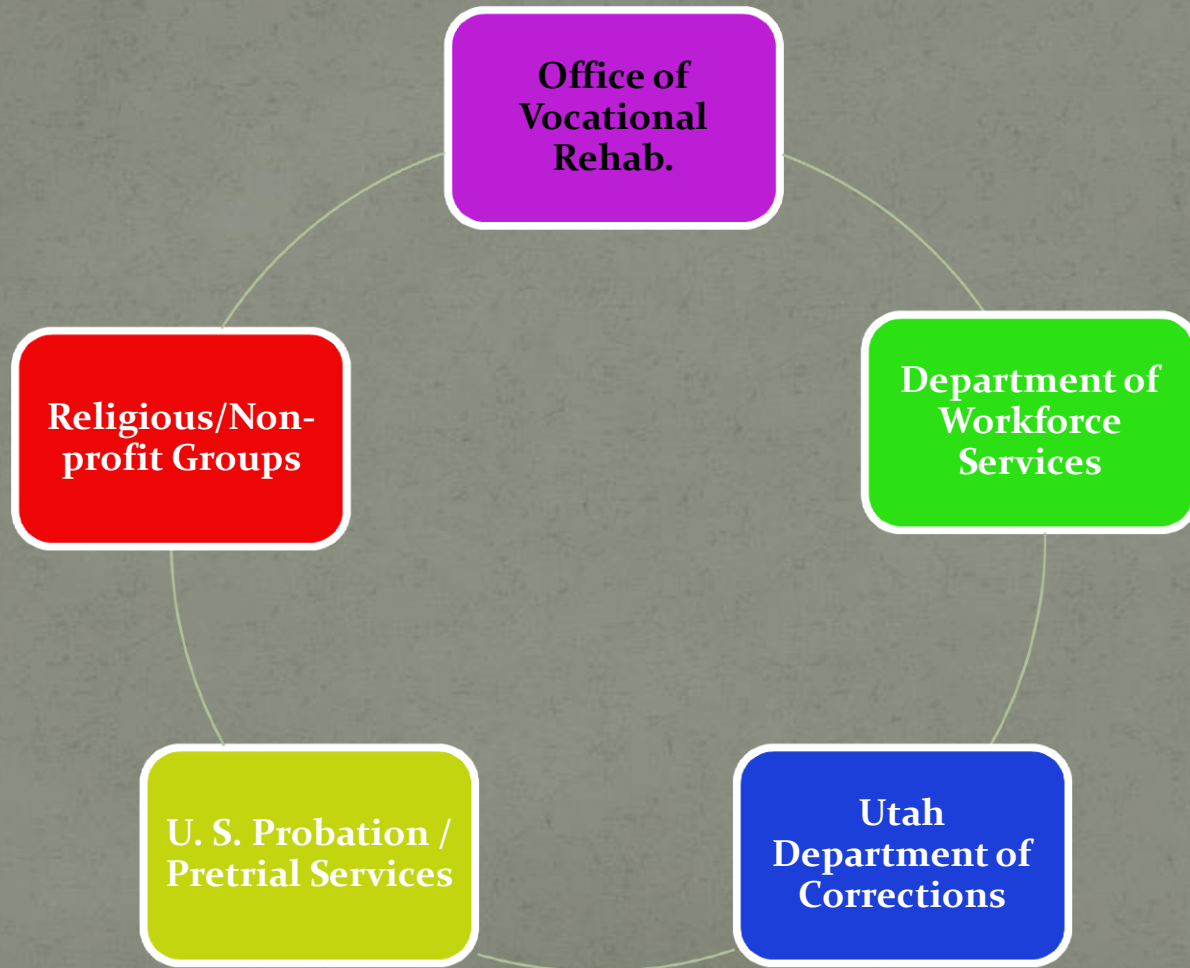 Office of
Vocational
Rehab.
Department of
Workforce
Services
Utah
Department of
Corrections
U. S. Probation /
Pretrial Services
Religious/Non-
profit Groups